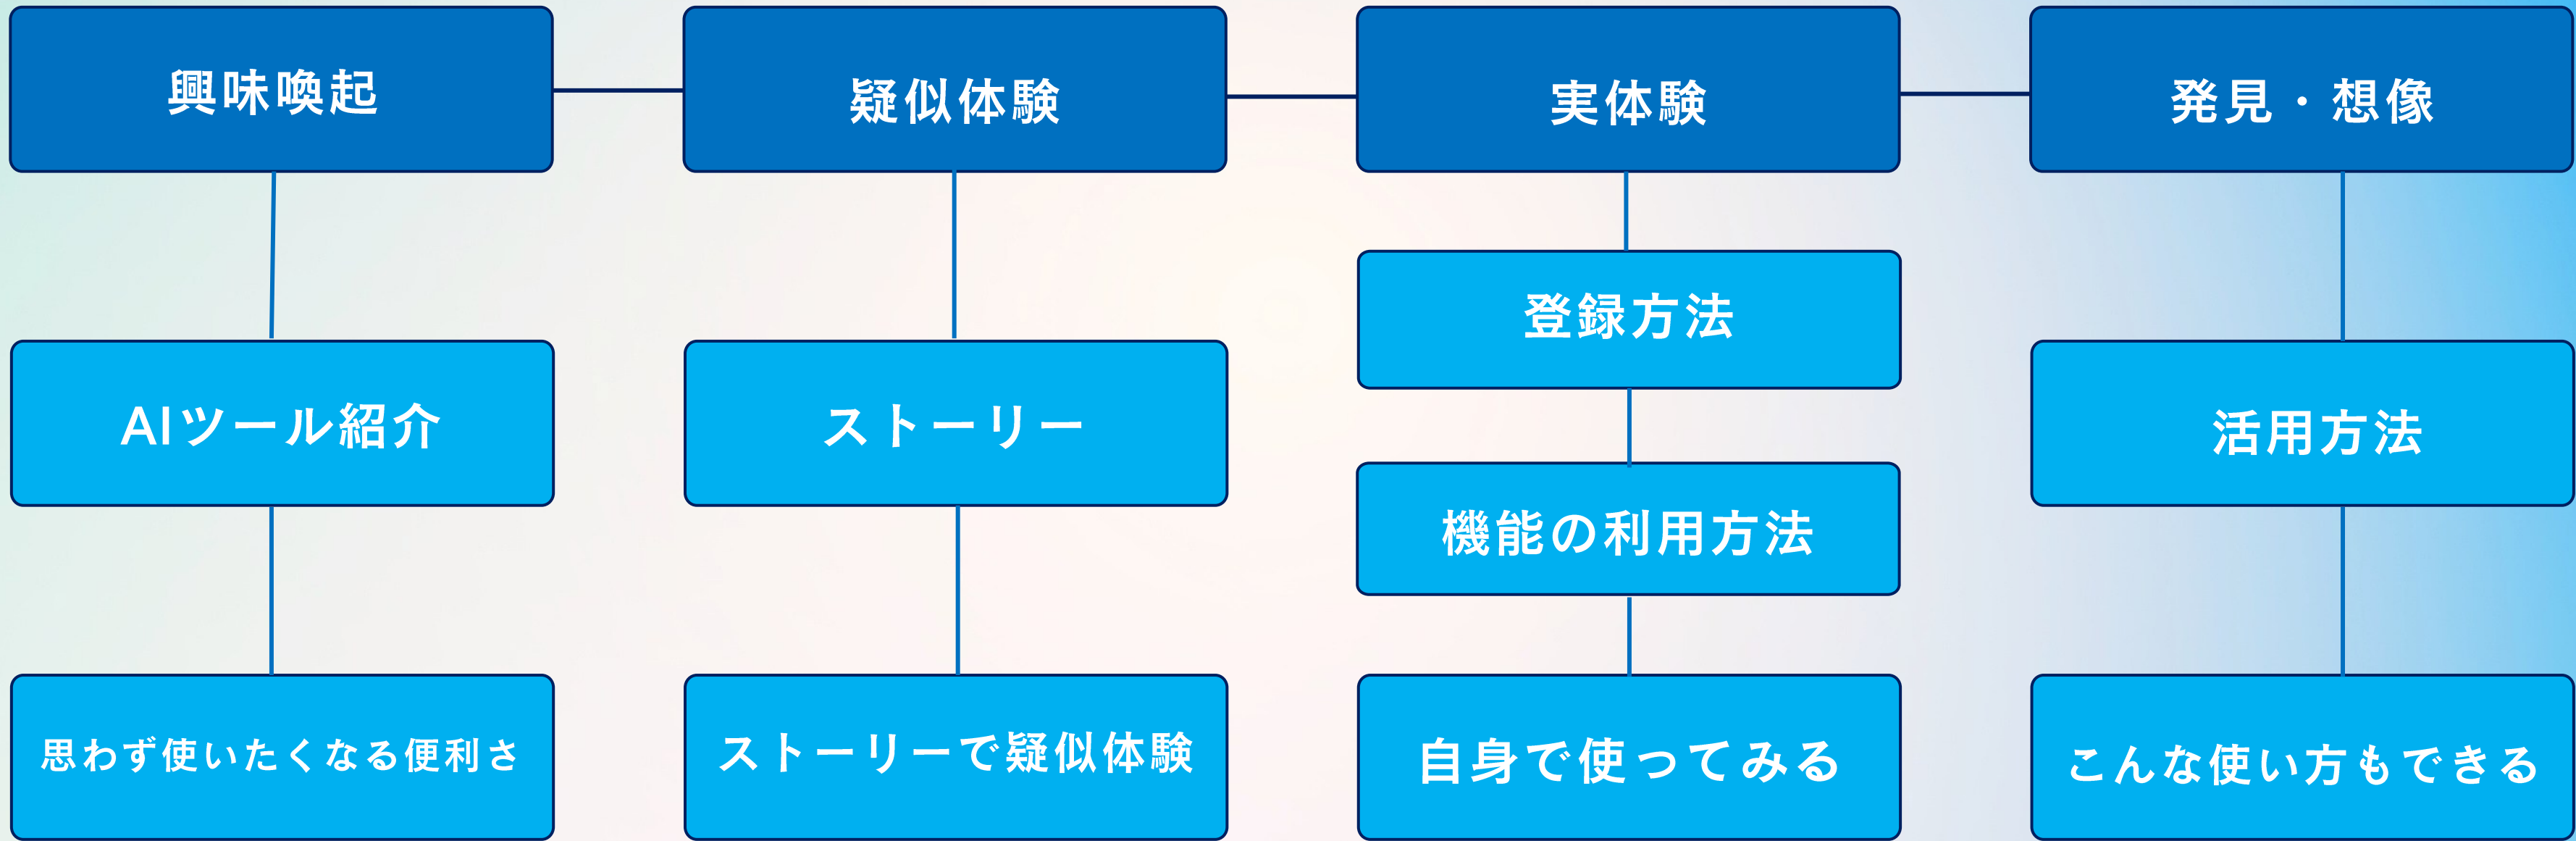 興味喚起
疑似体験
実体験
発見・想像
AIツール紹介
ストーリー
登録方法
機能の利用方法
活用方法
思わず使いたくなる便利さ
ストーリーで疑似体験
自身で使ってみる
こんな使い方もできる